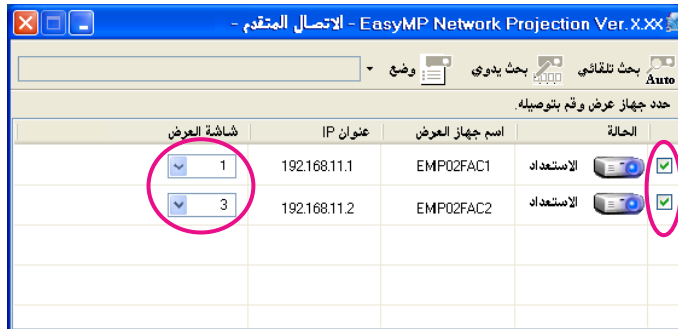 EasyMP Network Projection Ver.X.XX - الاتصال المتقدم -
Auto بحث تلقائي بحث يدوي وضع
حدد جهاز عرض وقم بتوصيله.
الحالة اسم جهاز العرض عنوان IP شاشة العرض
الاستعداد EMP02FAC1 192.168.11.1 1
الاستعداد EMP02FAC2 192.168.11.2 3